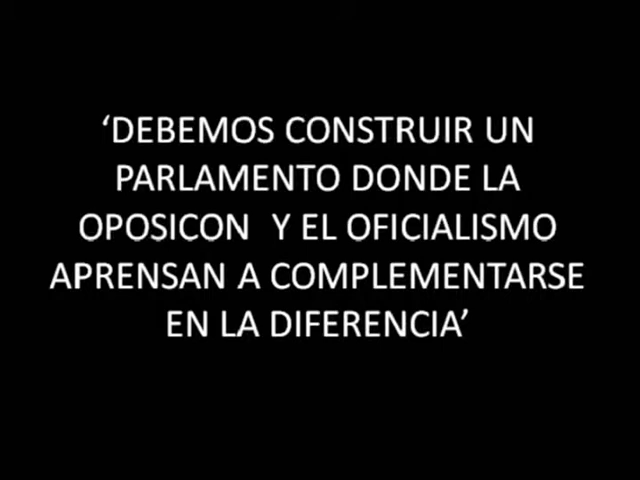 ‘DEBEMOS CONSTRUIR UN
PARLAMENTO DONDE LA
OPOSICON Y EL OFICIALISMO
APRENSAN A COMPLEMENTARSE
EN LA DIFERENCIA’